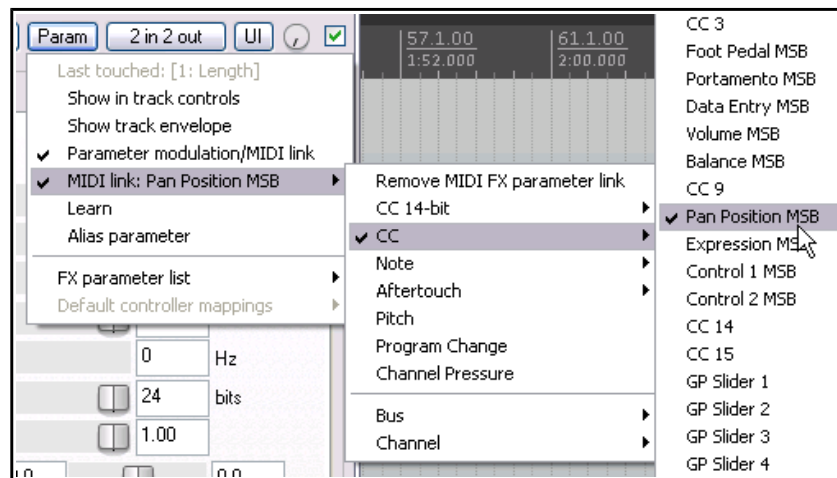 Param
2 in 2 out
UI
57.1.00
1:52.000
61.1.00
2:00.000
Last touched: [1: Length]
Show in track controls
Show track envelope
Parameter modulation/MIDI link
MIDI link: Pan Position MSB
Learn
Alias parameter
FX parameter list
Default controller mappings
0 Hz
24 bits
1.00
0.0
Remove MIDI FX parameter link
CC 14-bit
CC
Note
Aftertouch
Pitch
Program Change
Channel Pressure
Bus
Channel
CC 3
Foot Pedal MSB
Portamento MSB
Data Entry MSB
Volume MSB
Balance MSB
CC 9
Pan Position MSB
Expression MSB
Control 1 MSB
Control 2 MSB
CC 14
CC 15
GP Slider 1
GP Slider 2
GP Slider 3
GP Slider 4